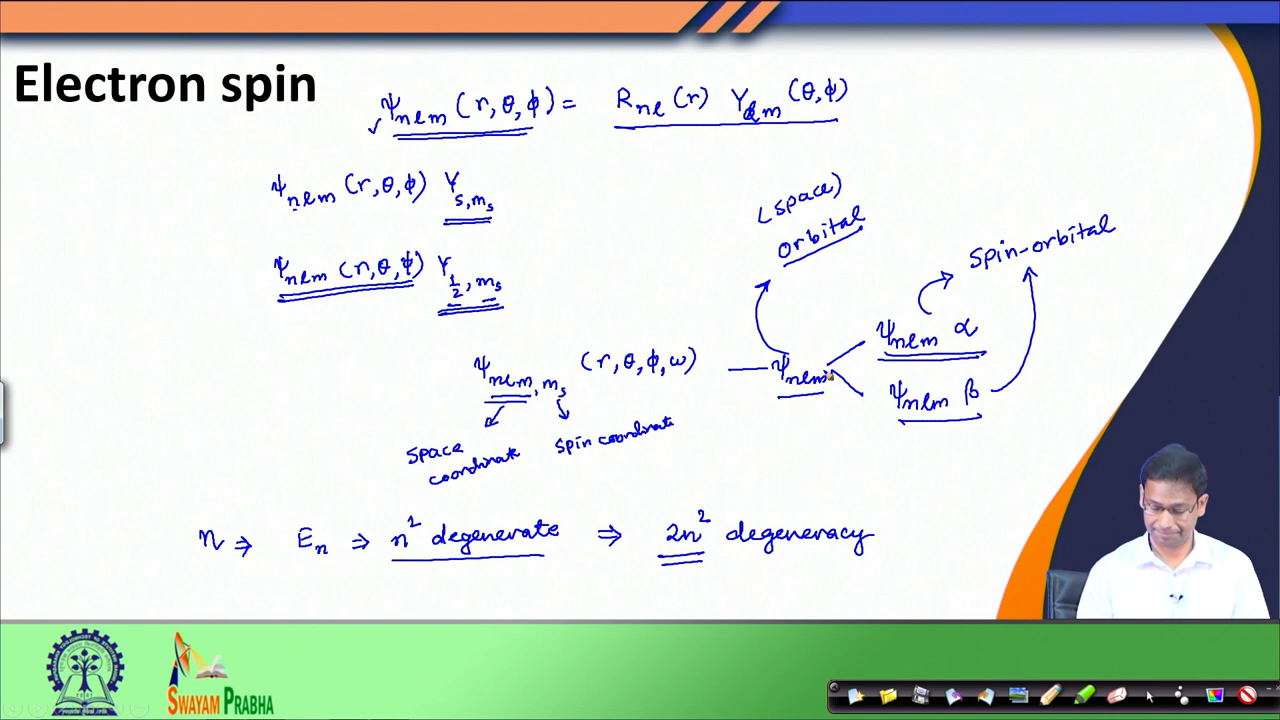 Electron spin
ψnlm (r, θ, φ) = Rnl (r) Ylm (θ, φ)
ψnlm (r, θ, φ) Ys,ms
ψnlm (r, θ, φ) Y1/2, ms
(space)
orbital
Spin-orbital
ψnlm, ms (r, θ, φ, ω) — ψnlm
ψnlm α
ψnlm β
Space
coordinate
spin coordinate
n ⇒ En ⇒ n² degenerate ⇒ 2n² degeneracy
SWAYAM PRABHA